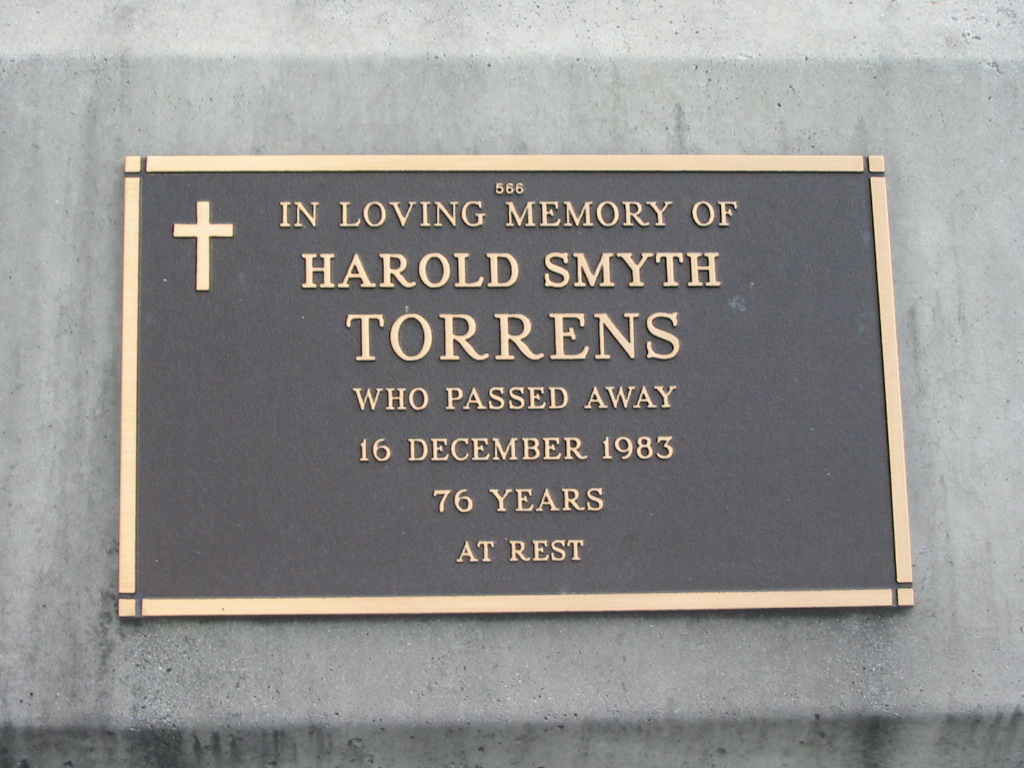 566
IN LOVING MEMORY OF
HAROLD SMYTH
TORRENS
WHO PASSED AWAY
16 DECEMBER 1983
76 YEARS
AT REST